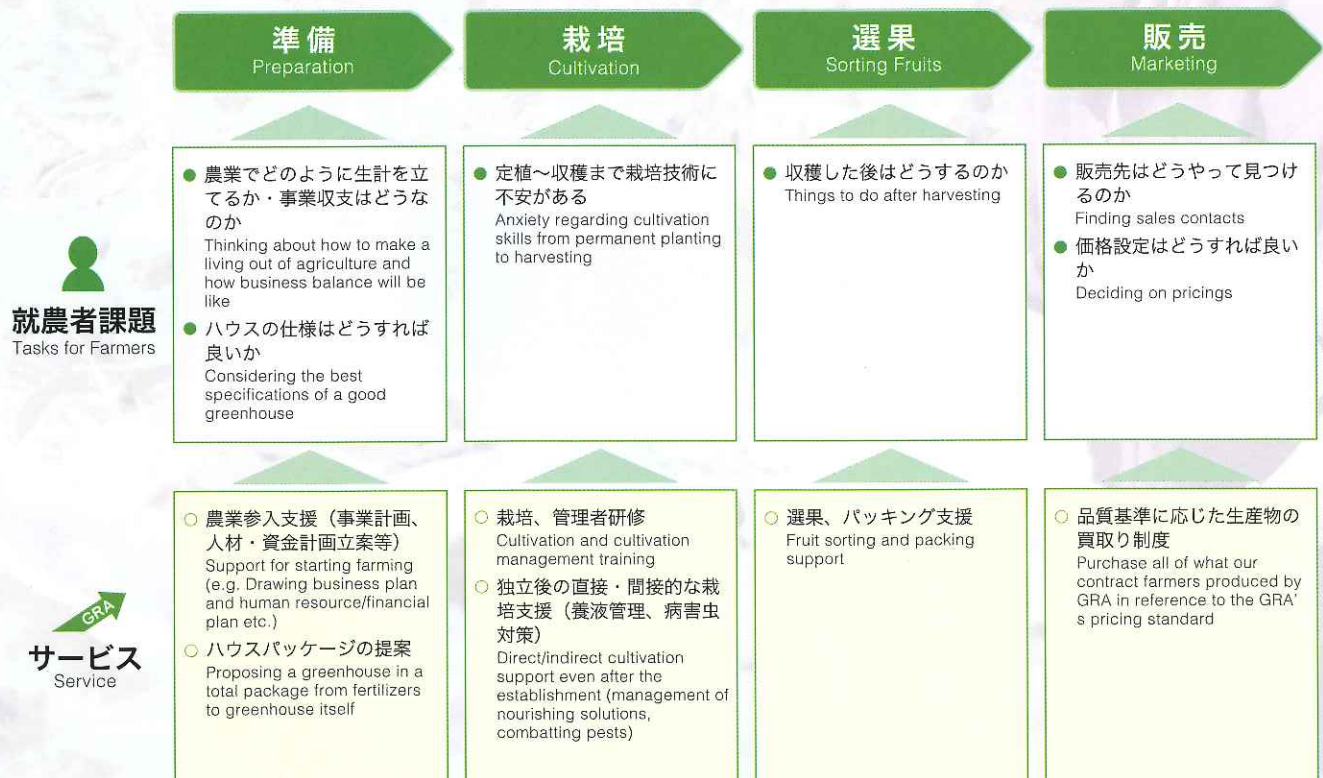 準備
Preparation
栽培
Cultivation
選果
Sorting Fruits
販売
Marketing
就農者課題
Tasks for Farmers
● 農業でどのように生計を立
てるか・事業収支はどうな
のか
Thinking about how to make a
living out of agriculture and
how business balance will be
like
● ハウスの仕様はどうすれば
良いか
Considering the best
specifications of a good
greenhouse
● 定植～収穫まで栽培技術に
不安がある
Anxiety regarding cultivation
skills from permanent planting
to harvesting
● 収穫した後はどうするのか
Things to do after harvesting
● 販売先はどうやって見つけ
るのか
Finding sales contacts
● 価格設定はどうすれば良い
か
Deciding on pricings
GRA
サービス
Service
○ 農業参入支援（事業計画、
人材・資金計画立案等）
Support for starting farming
(e.g. Drawing business plan
and human resource/financial
plan etc.)
○ ハウスパッケージの提案
Proposing a greenhouse in a
total package from fertilizers
to greenhouse itself
○ 栽培、管理者研修
Cultivation and cultivation
management training
○ 独立後の直接・間接的な栽
培支援（養液管理、病害虫
対策）
Direct/indirect cultivation
support even after the
establishment (management of
nourishing solutions,
combatting pests)
○ 選果、パッキング支援
Fruit sorting and packing
support
○ 品質基準に応じた生産物の
買取り制度
Purchase all of what our
contract farmers produced by
GRA in reference to the GRA'
s pricing standard